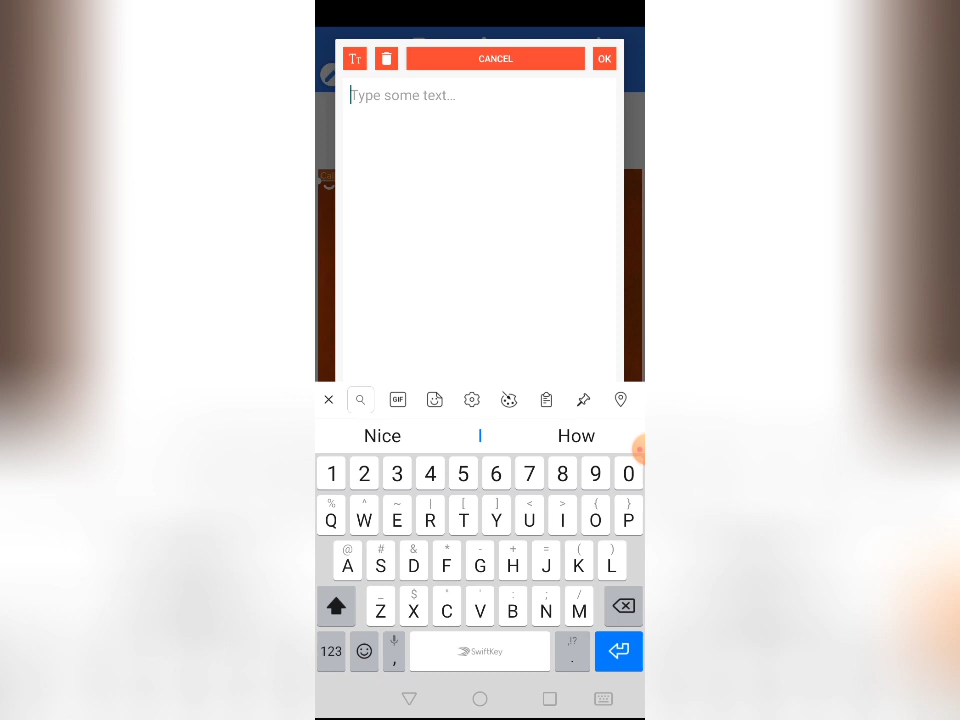 TT CANCEL OK
Type some text...
GIF
Nice I How
1 2 3 4 5 6 7 8 9 0
% ^ ~ | [ ] < > { }
Q W E R T Y U I O P
@ # & * - + = ( )
A S D F G H J K L
_ $ " ' : ; /
Z X C V B N M
,!?
123 , SwiftKey .